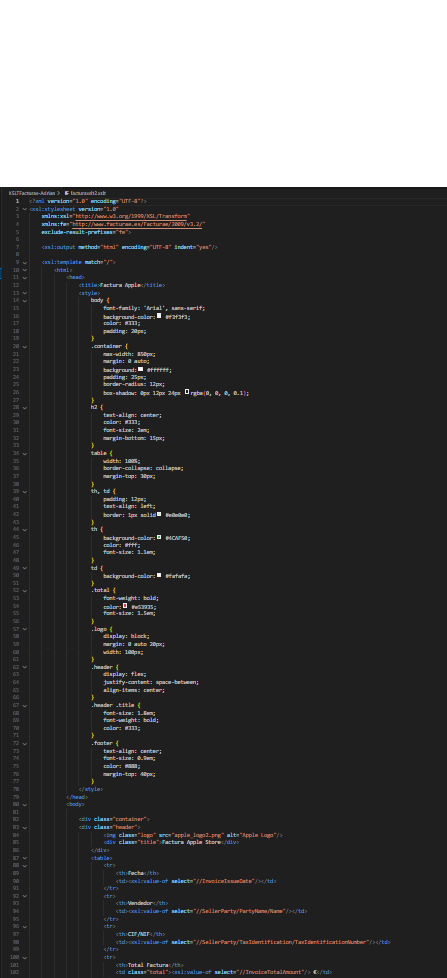 XSLTFacturae-Adrian > facturaxslt2.xslt
1 <?xml version="1.0" encoding="UTF-8"?>
2 <xsl:stylesheet version="1.0"
3 xmlns:xsl="http://www.w3.org/1999/XSL/Transform"
4 xmlns:fe="http://www.facturae.es/Facturae/2009/v3.2/"
5 exclude-result-prefixes="fe">
6
7 <xsl:output method="html" encoding="UTF-8" indent="yes"/>
8
9 <xsl:template match="/">
10 <html>
11 <head>
12 <title>Factura Apple</title>
13 <style>
14 body {
15 font-family: 'Arial', sans-serif;
16 background-color: #f3f3f3;
17 color: #333;
18 padding: 20px;
19 }
20 .container {
21 max-width: 850px;
22 margin: 0 auto;
23 background: #ffffff;
24 padding: 25px;
25 border-radius: 12px;
26 box-shadow: 0px 12px 24px rgba(0, 0, 0, 0.1);
27 }
28 h2 {
29 text-align: center;
30 color: #333;
31 font-size: 2em;
32 margin-bottom: 15px;
33 }
34 table {
35 width: 100%;
36 border-collapse: collapse;
37 margin-top: 30px;
38 }
39 th, td {
40 padding: 12px;
41 text-align: left;
42 border: 1px solid #e0e0e0;
43 }
44 th {
45 background-color: #4CAF50;
46 color: #fff;
47 font-size: 1.1em;
48 }
49 td {
50 background-color: #fafafa;
51 }
52 .total {
53 font-weight: bold;
54 color: #e53935;
55 font-size: 1.5em;
56 }
57 .logo {
58 display: block;
59 margin: 0 auto 20px;
60 width: 100px;
61 }
62 .header {
63 display: flex;
64 justify-content: space-between;
65 align-items: center;
66 }
67 .header .title {
68 font-size: 1.8em;
69 font-weight: bold;
70 color: #333;
71 }
72 .footer {
73 text-align: center;
74 font-size: 0.9em;
75 color: #888;
76 margin-top: 40px;
77 }
78 </style>
79 </head>
80 <body>
81
82 <div class="container">
83 <div class="header">
84 <img class="logo" src="apple_logo2.png" alt="Apple Logo"/>
85 <div class="title">Factura Apple Store</div>
86 </div>
87 <table>
88 <tr>
89 <th>Fecha</th>
90 <td><xsl:value-of select="//InvoiceIssueDate"/></td>
91 </tr>
92 <tr>
93 <th>Vendedor</th>
94 <td><xsl:value-of select="//SellerParty/PartyName/Name"/></td>
95 </tr>
96 <tr>
97 <th>CIF/NIF</th>
98 <td><xsl:value-of select="//SellerParty/TaxIdentification/TaxIdentificationNumber"/></td>
99 </tr>
100 <tr>
101 <th>Total Factura</th>
102 <td class="total"><xsl:value-of select="//InvoiceTotalAmount"/> €</td>